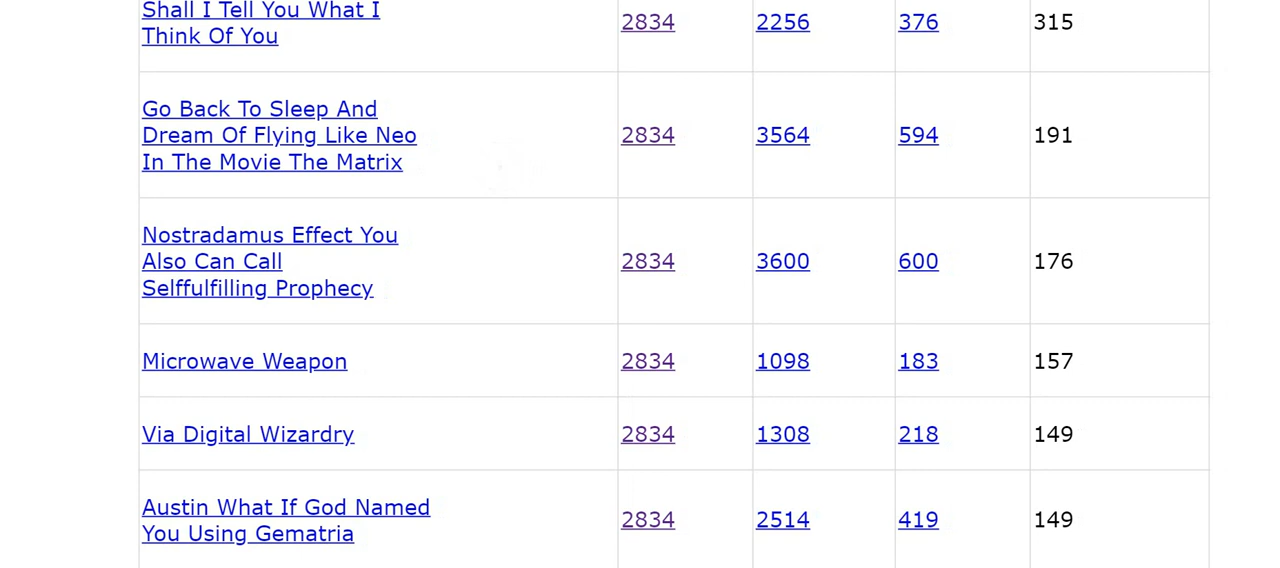 Shall I Tell You What I
Think Of You
2834 2256 376 315
Go Back To Sleep And
Dream Of Flying Like Neo
In The Movie The Matrix
2834 3564 594 191
Nostradamus Effect You
Also Can Call
Selffulfilling Prophecy
2834 3600 600 176
Microwave Weapon 2834 1098 183 157
Via Digital Wizardry 2834 1308 218 149
Austin What If God Named
You Using Gematria
2834 2514 419 149